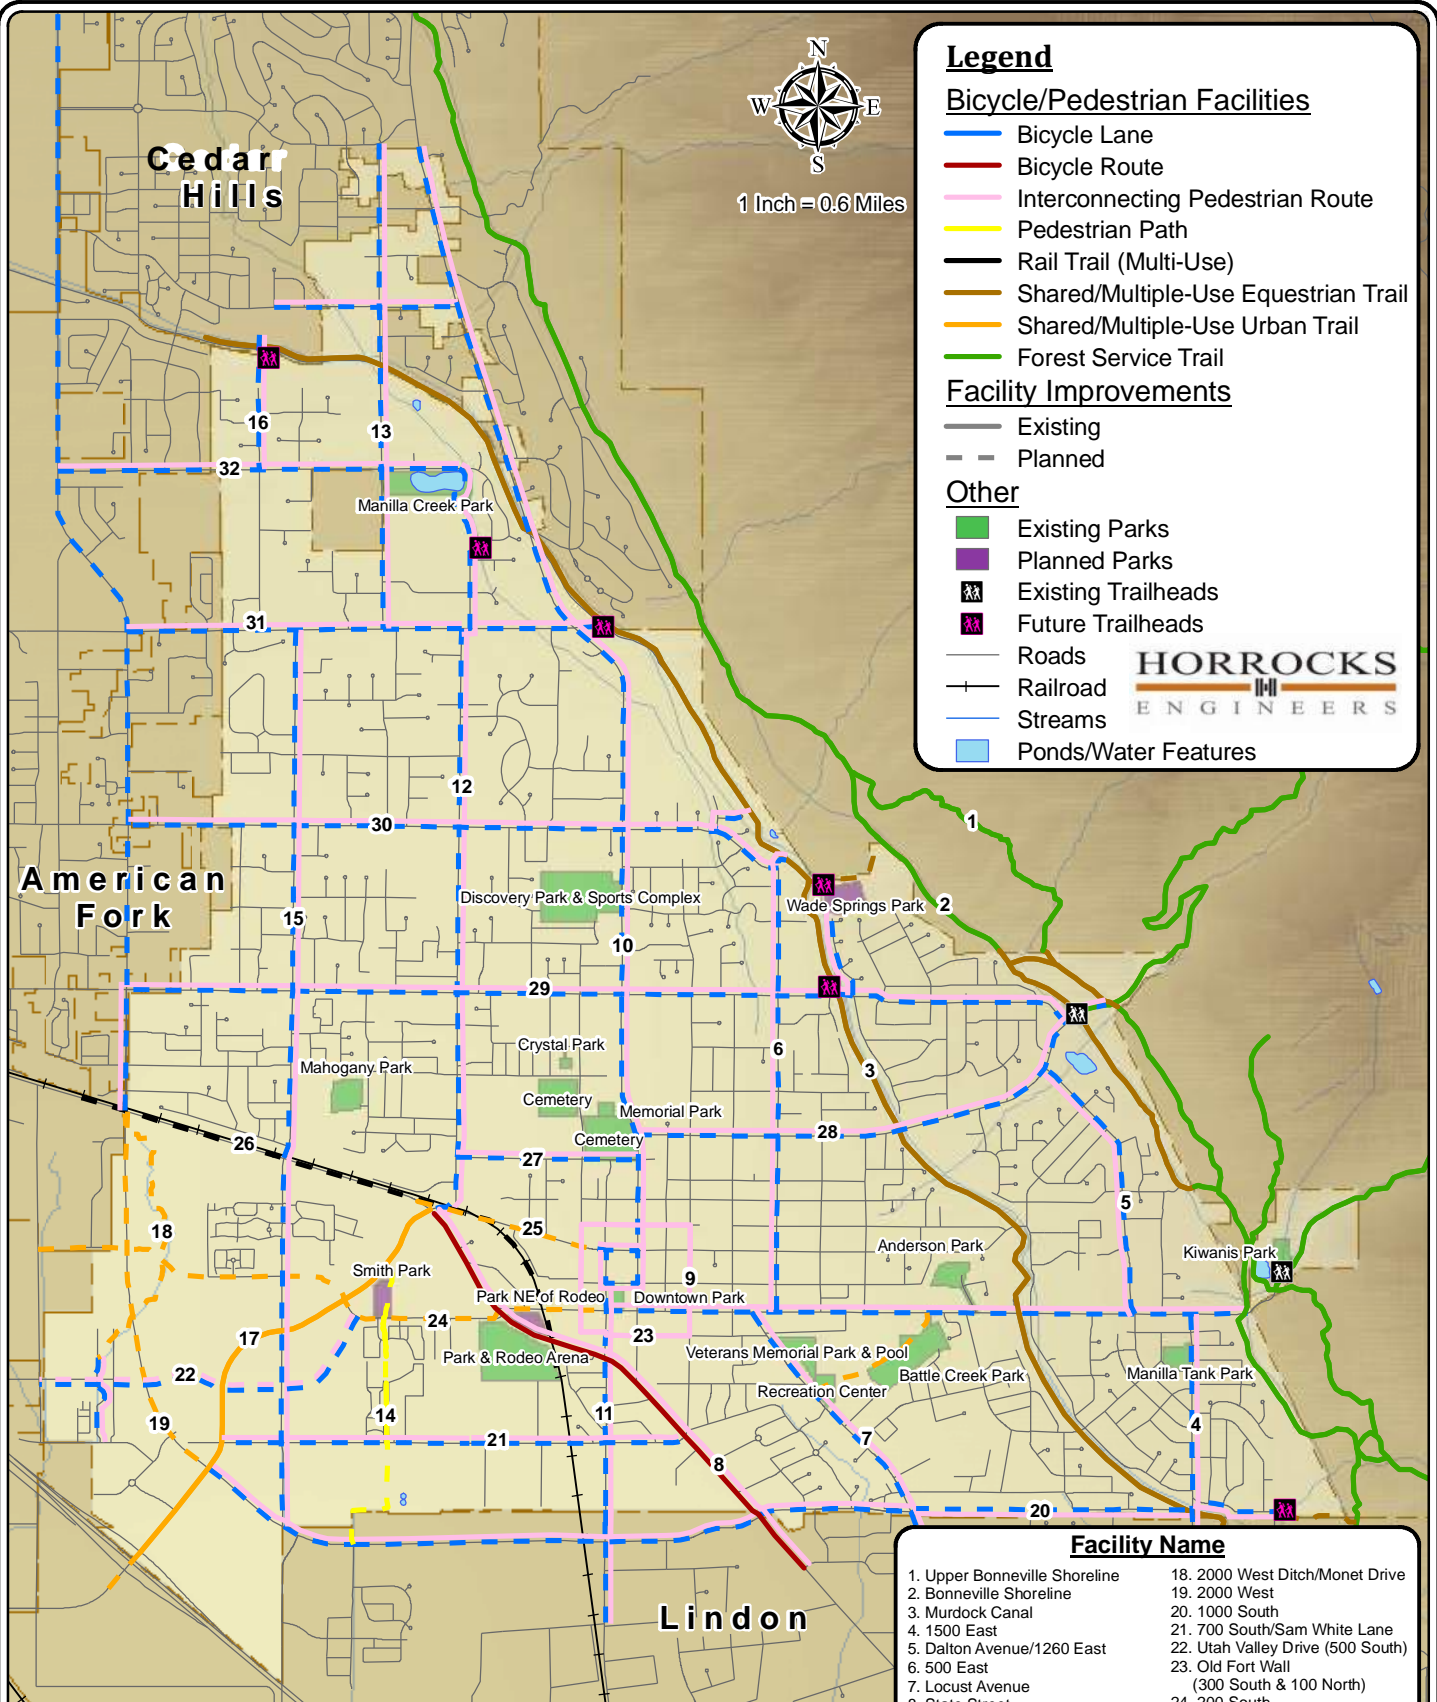 N
W E
S
1 Inch = 0.6 Miles
Legend
Bicycle/Pedestrian Facilities
Bicycle Lane
Bicycle Route
Interconnecting Pedestrian Route
Pedestrian Path
Rail Trail (Multi-Use)
Shared/Multiple-Use Equestrian Trail
Shared/Multiple-Use Urban Trail
Forest Service Trail
Facility Improvements
Existing
Planned
Other
Existing Parks
Planned Parks
Existing Trailheads
Future Trailheads
Roads
Railroad
Streams
Ponds/Water Features
HORROCKS
ENGINEERS
Cedar
Hills
16
13
32
Manilla Creek Park
31
12
30
1
American
Fork
Discovery Park & Sports Complex
Wade Springs Park
2
15
10
29
Crystal Park
6
3
Mahogany Park
Cemetery
Memorial Park
Cemetery
28
26
27
5
18
25
Anderson Park
Kiwanis Park
Smith Park
9
Park NE of Rodeo
Downtown Park
24
17
23
Park & Rodeo Arena
Veterans Memorial Park & Pool
22
Battle Creek Park
Manilla Tank Park
Recreation Center
19
14
11
4
21
7
8
20
Lindon
Facility Name
1. Upper Bonneville Shoreline
2. Bonneville Shoreline
3. Murdock Canal
4. 1500 East
5. Dalton Avenue/1260 East
6. 500 East
7. Locust Avenue
8. State Street
18. 2000 West Ditch/Monet Drive
19. 2000 West
20. 1000 South
21. 700 South/Sam White Lane
22. Utah Valley Drive (500 South)
23. Old Fort Wall
(300 South & 100 North)
24. 200 South